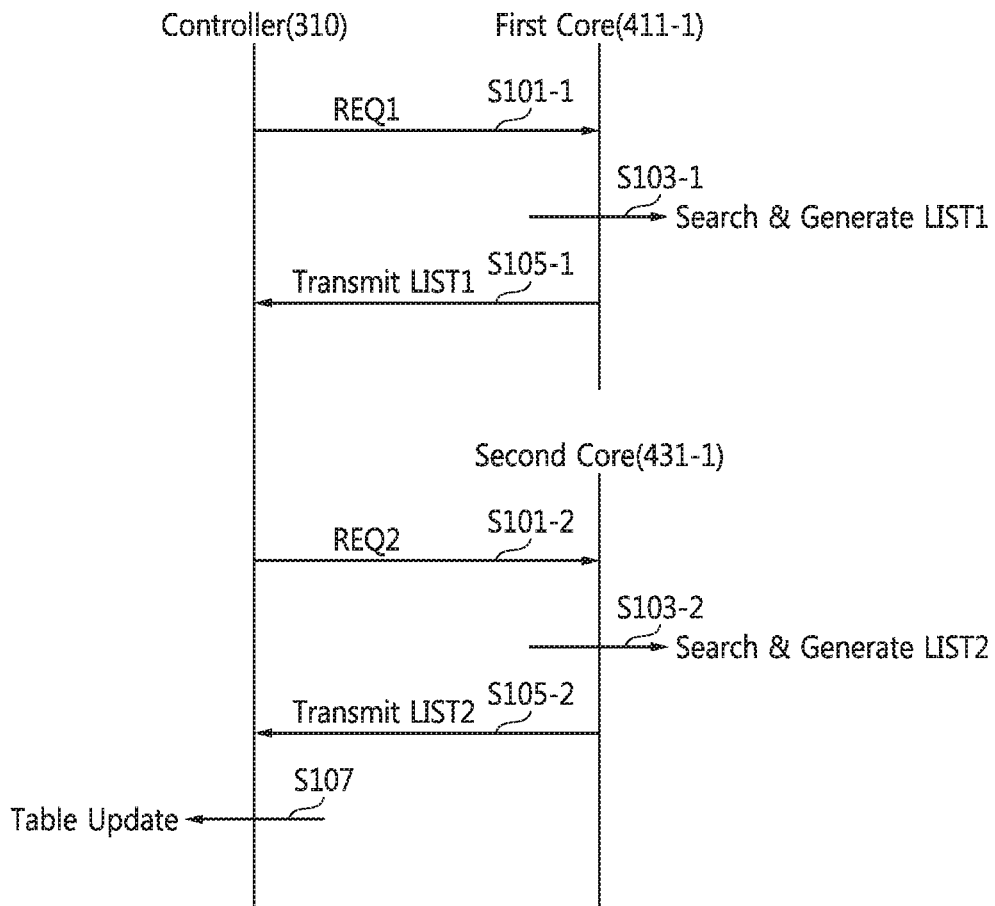 Controller(310)
First Core(411-1)
REQ1
S101-1
S103-1
Search & Generate LIST1
Transmit LIST1
S105-1
Second Core(431-1)
REQ2
S101-2
S103-2
Search & Generate LIST2
Transmit LIST2
S105-2
S107
Table Update